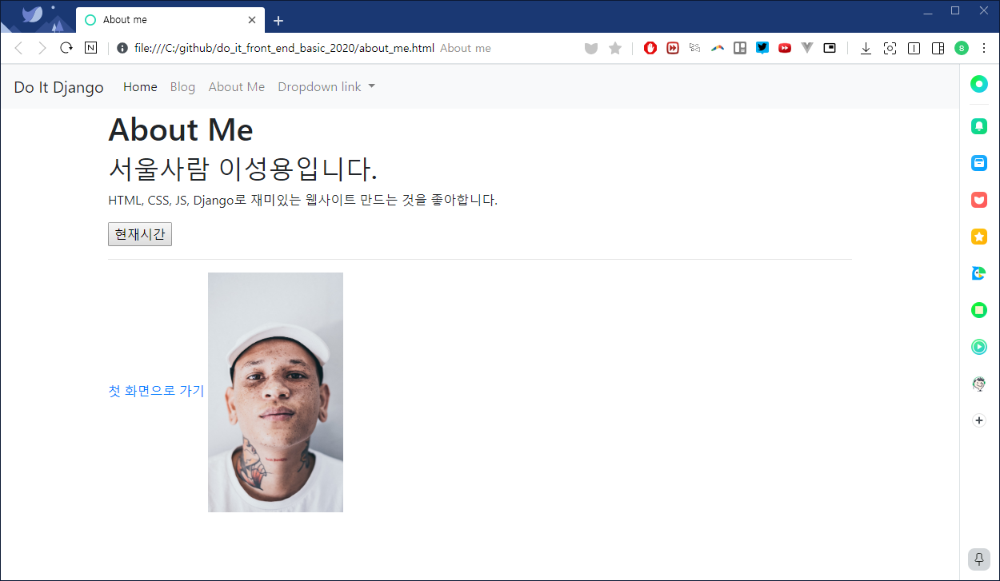 About me
N
file:///C:/github/do_it_front_end_basic_2020/about_me.html About me
8
Do It Django Home Blog About Me Dropdown link
About Me
서울사람 이성용입니다.
HTML, CSS, JS, Django로 재미있는 웹사이트 만드는 것을 좋아합니다.
현재시간
첫 화면으로 가기